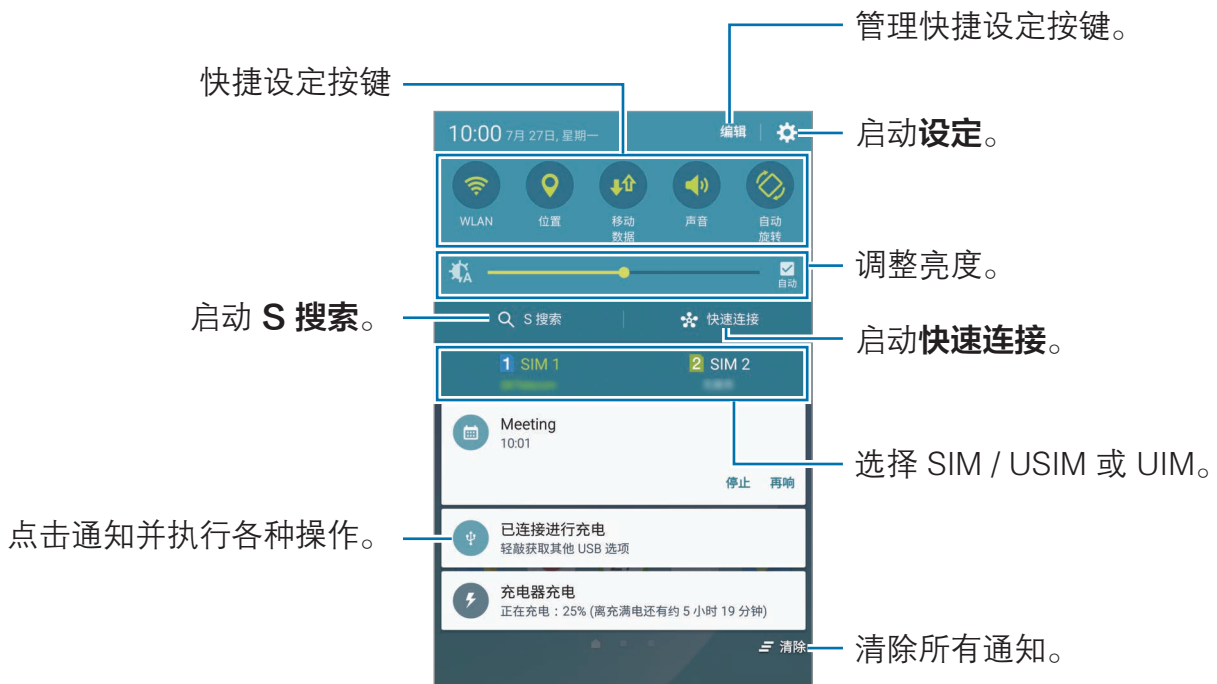 管理快捷设定按键。
快捷设定按键
10:00 7月 27日, 星期一 编辑
启动设定。
WLAN 位置 移动数据 声音 自动旋转
调整亮度。
A 自动
启动 S 搜索。
S 搜索 快速连接
启动快速连接。
1 SIM 1 2 SIM 2
Meeting
10:01
选择 SIM / USIM 或 UIM。
停止 再响
点击通知并执行各种操作。
已连接进行充电
轻敲获取其他 USB 选项
充电器充电
正在充电：25% (离充满电还有约 5 小时 19 分钟)
清除
清除所有通知。